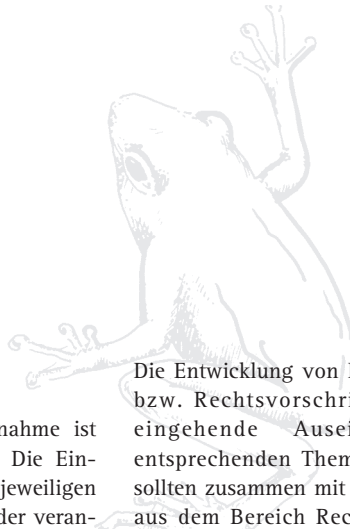 nahme ist
Die Ein-
jeweiligen
der veran-
Die Entwicklung von
bzw. Rechtsvorschri
eingehende Ausei
entsprechenden Them
sollten zusammen mit
aus dem Bereich Rec